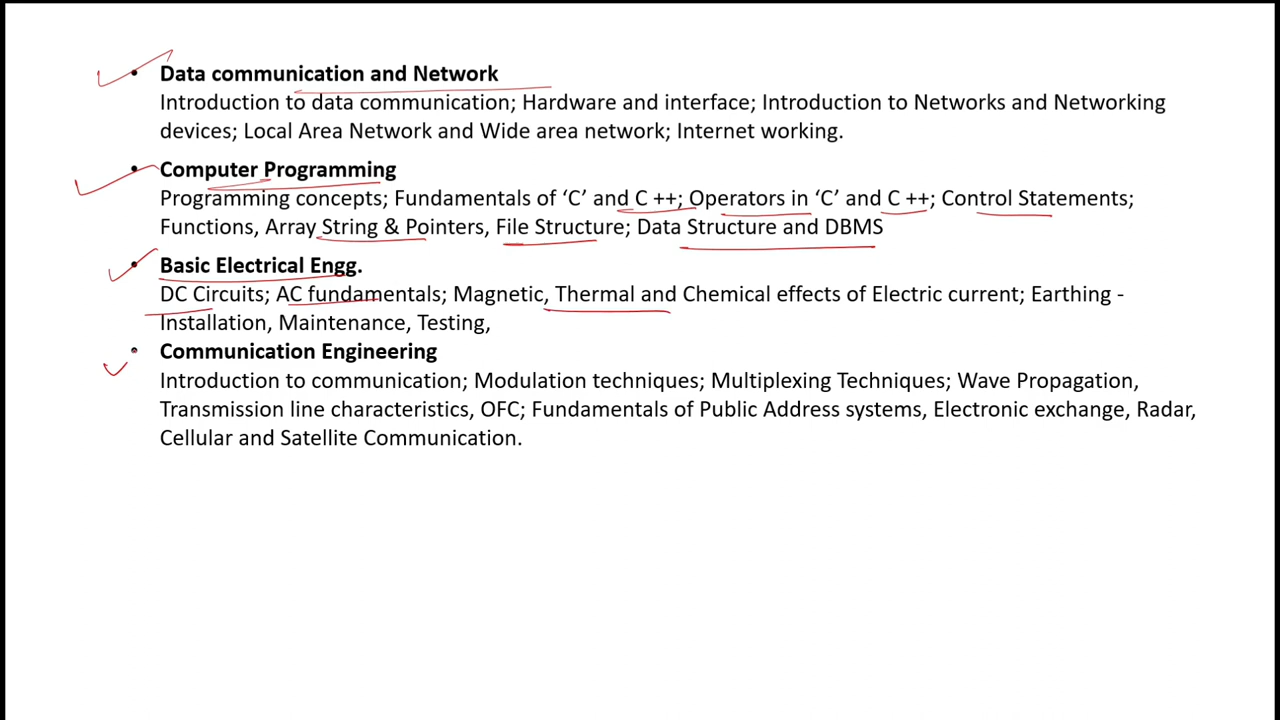 • Data communication and Network
Introduction to data communication; Hardware and interface; Introduction to Networks and Networking
devices; Local Area Network and Wide area network; Internet working.
• Computer Programming
Programming concepts; Fundamentals of ‘C’ and C ++; Operators in ‘C’ and C ++; Control Statements;
Functions, Array String & Pointers, File Structure; Data Structure and DBMS
• Basic Electrical Engg.
DC Circuits; AC fundamentals; Magnetic, Thermal and Chemical effects of Electric current; Earthing -
Installation, Maintenance, Testing,
• Communication Engineering
Introduction to communication; Modulation techniques; Multiplexing Techniques; Wave Propagation,
Transmission line characteristics, OFC; Fundamentals of Public Address systems, Electronic exchange, Radar,
Cellular and Satellite Communication.